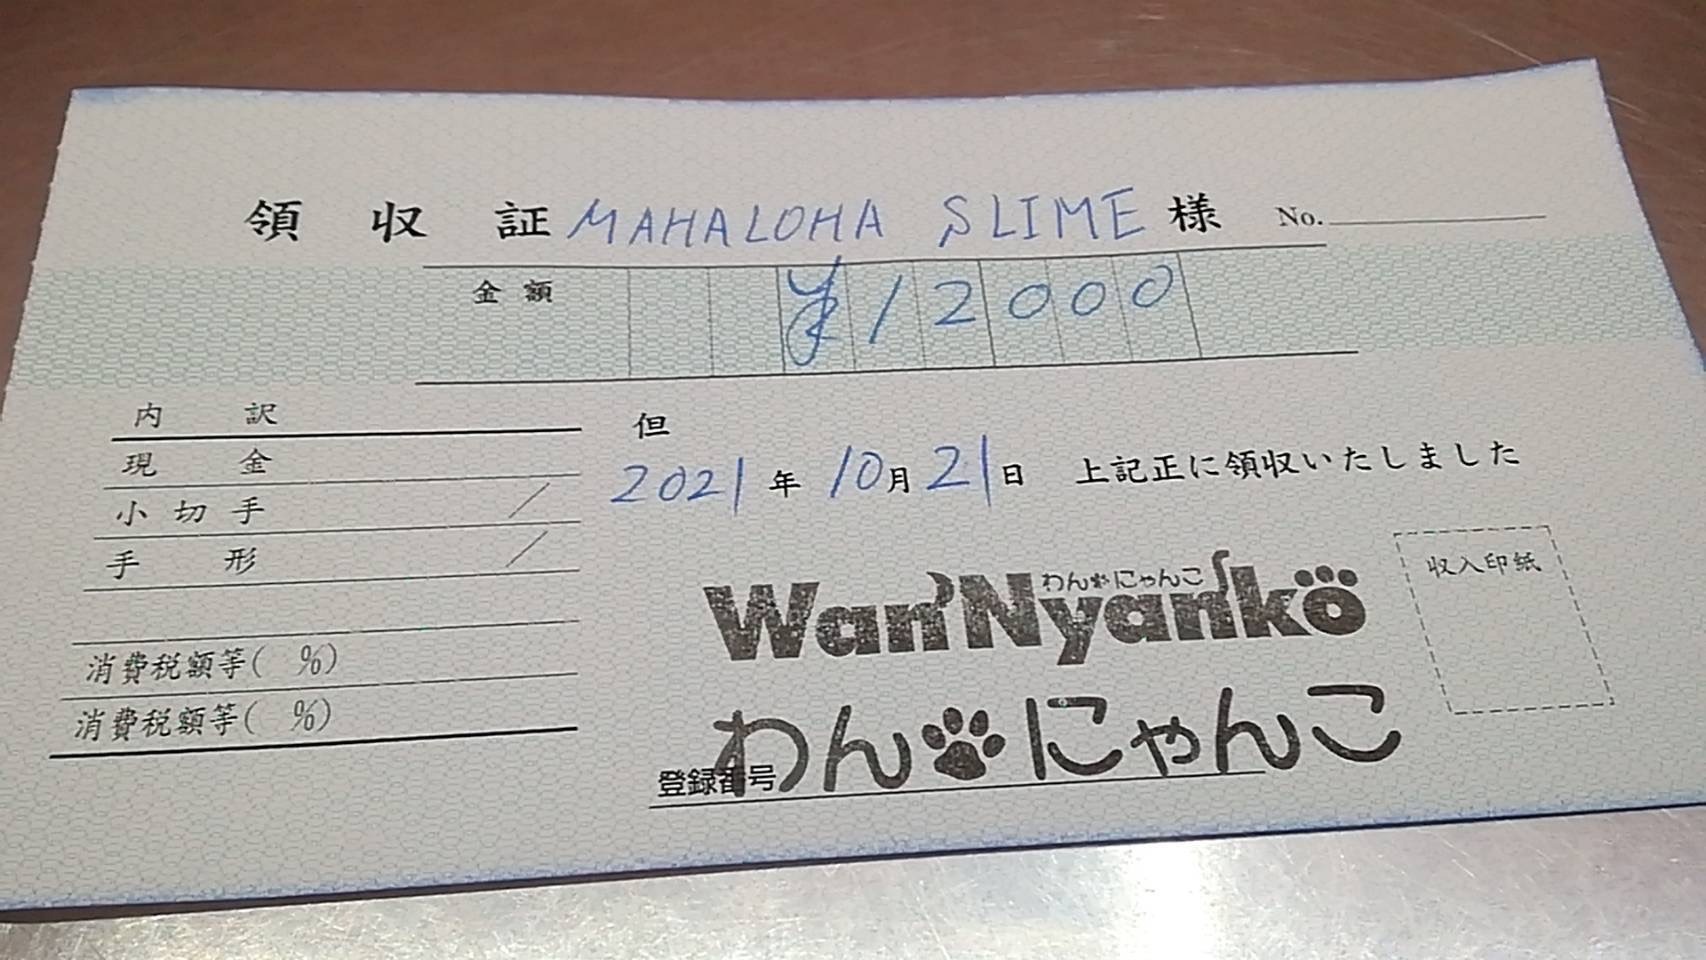 領収証 MAHALOHA SLIME 様 No.
金額 ¥12000
内訳
現金
小切手
手形
消費税額等( %)
消費税額等( %)
但
2021年10月21日 上記正に領収いたしました
収入印紙
わんにゃんこ
Wan'Nyanko
わんにゃんこ
登録番号